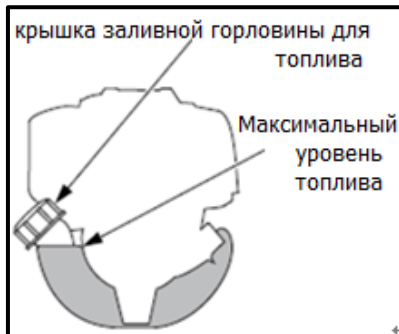 крышка заливной горловины для
топлива
Максимальный
уровень
топлива